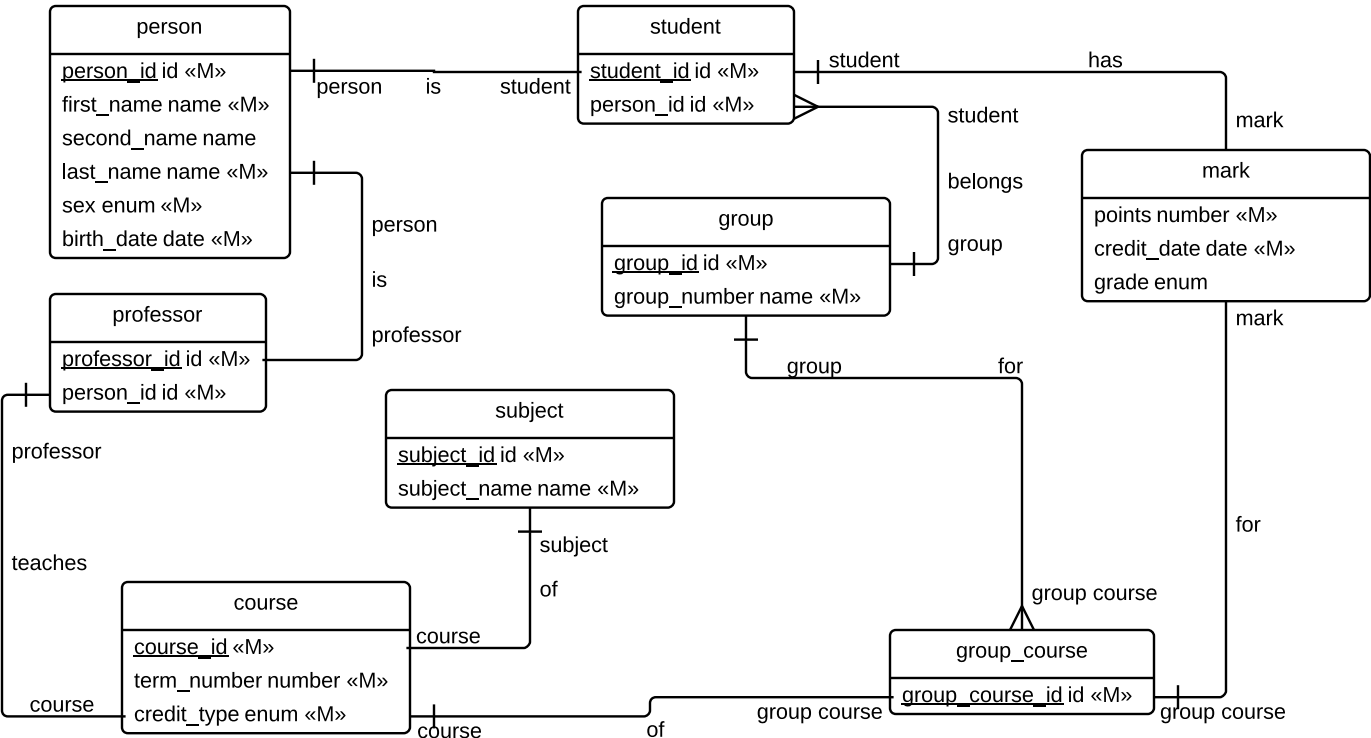 person
person_id id «M»
first_name name «M»
second_name name
last_name name «M»
sex enum «M»
birth_date date «M»
person
is
student
student
student_id id «M»
person_id id «M»
student
has
mark
student
belongs
group
mark
points number «M»
credit_date date «M»
grade enum
person
is
professor
group
group_id id «M»
group_number name «M»
professor
professor_id id «M»
person_id id «M»
group
for
mark
for
group course
professor
teaches
course
subject
subject_id id «M»
subject_name name «M»
subject
of
course
course
course_id «M»
term_number number «M»
credit_type enum «M»
course
of
group course
group_course
group_course_id id «M»
group course